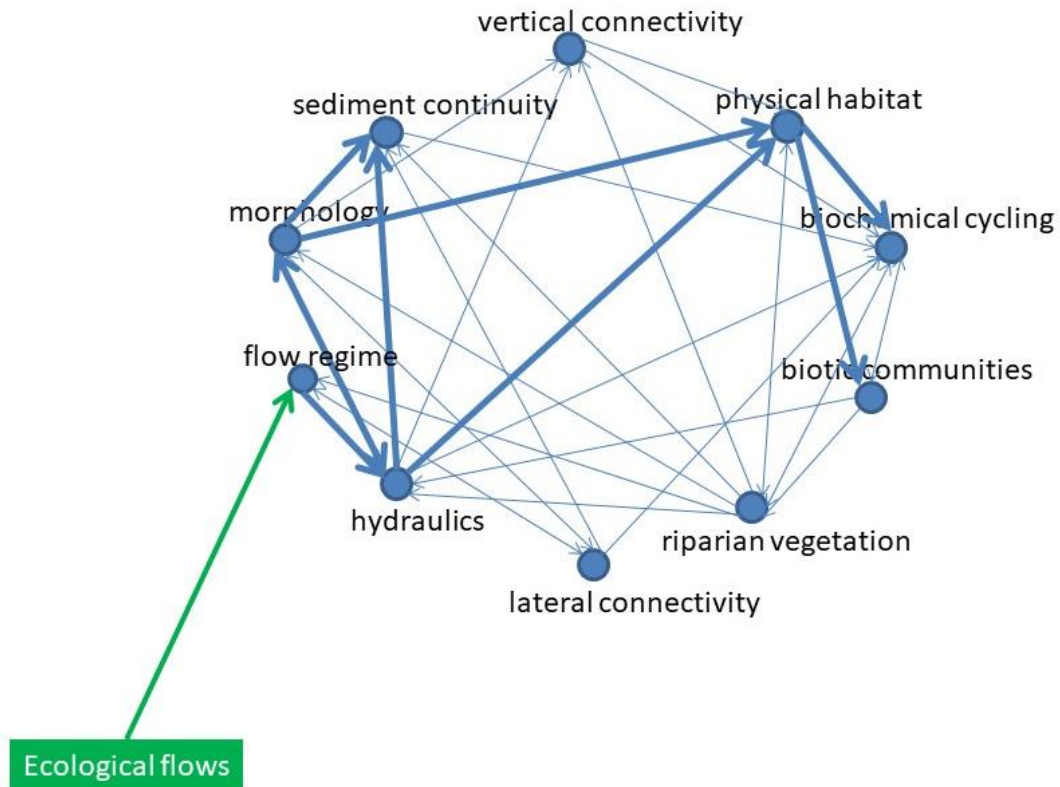 vertical connectivity
sediment continuity
physical habitat
morphology
biochemical cycling
flow regime
biotic communities
hydraulics
riparian vegetation
lateral connectivity
Ecological flows